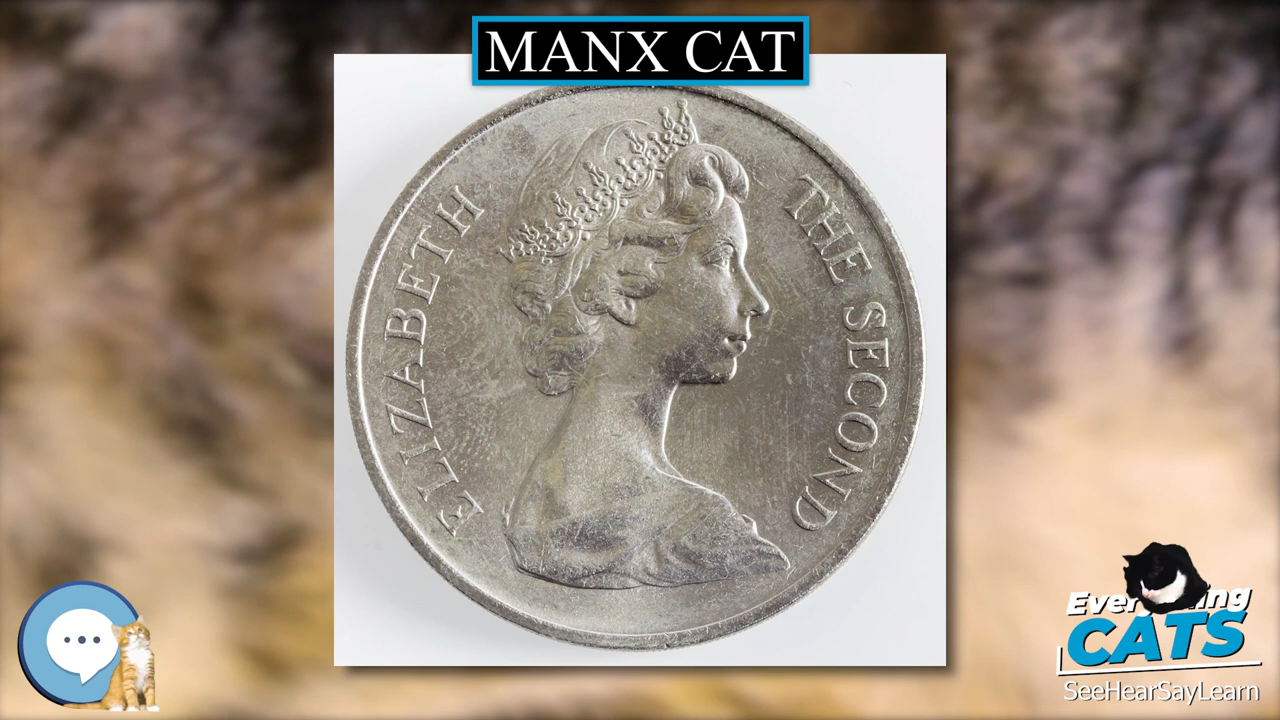 MANX CAT
ELIZABETH
THE SECOND
Everything
CATS
SeeHearSayLearn